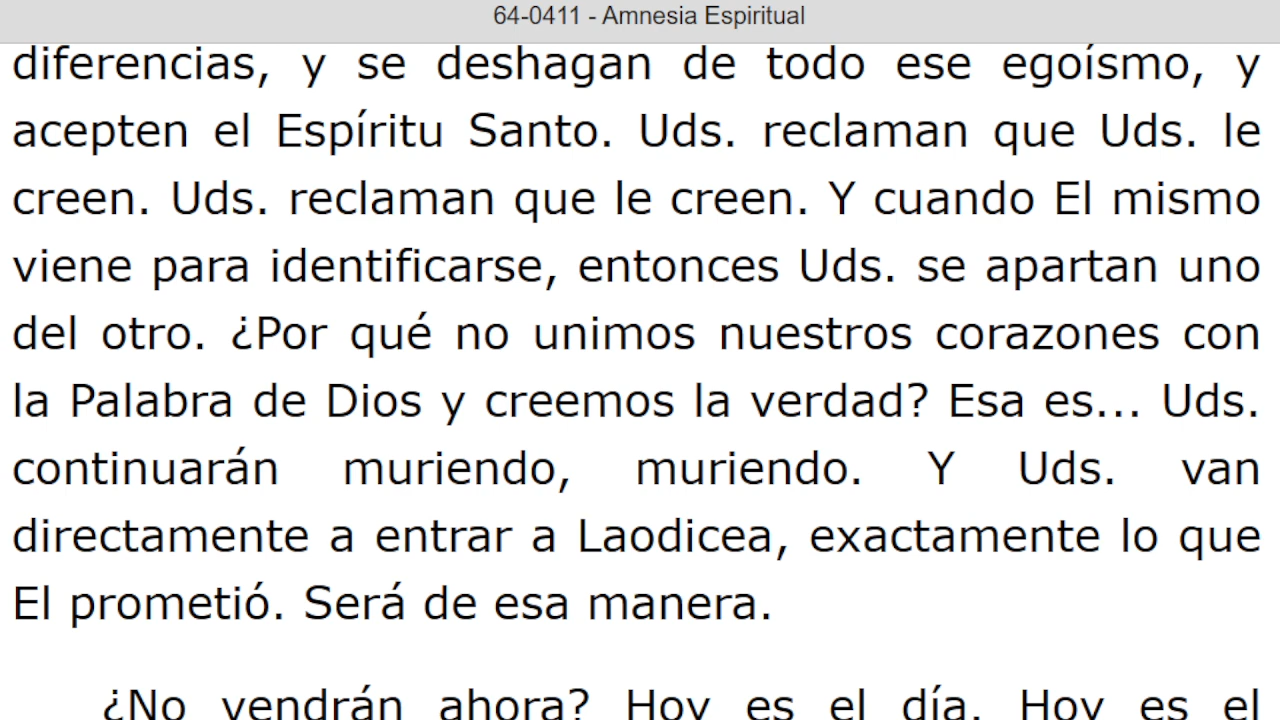 64-0411 - Amnesia Espiritual
diferencias, y se deshagan de todo ese egoísmo, y
acepten el Espíritu Santo. Uds. reclaman que Uds. le
creen. Uds. reclaman que le creen. Y cuando El mismo
viene para identificarse, entonces Uds. se apartan uno
del otro. ¿Por qué no unimos nuestros corazones con
la Palabra de Dios y creemos la verdad? Esa es... Uds.
continuarán muriendo, muriendo. Y Uds. van
directamente a entrar a Laodicea, exactamente lo que
El prometió. Será de esa manera.
¿No vendrán ahora? Hoy es el día. Hoy es el